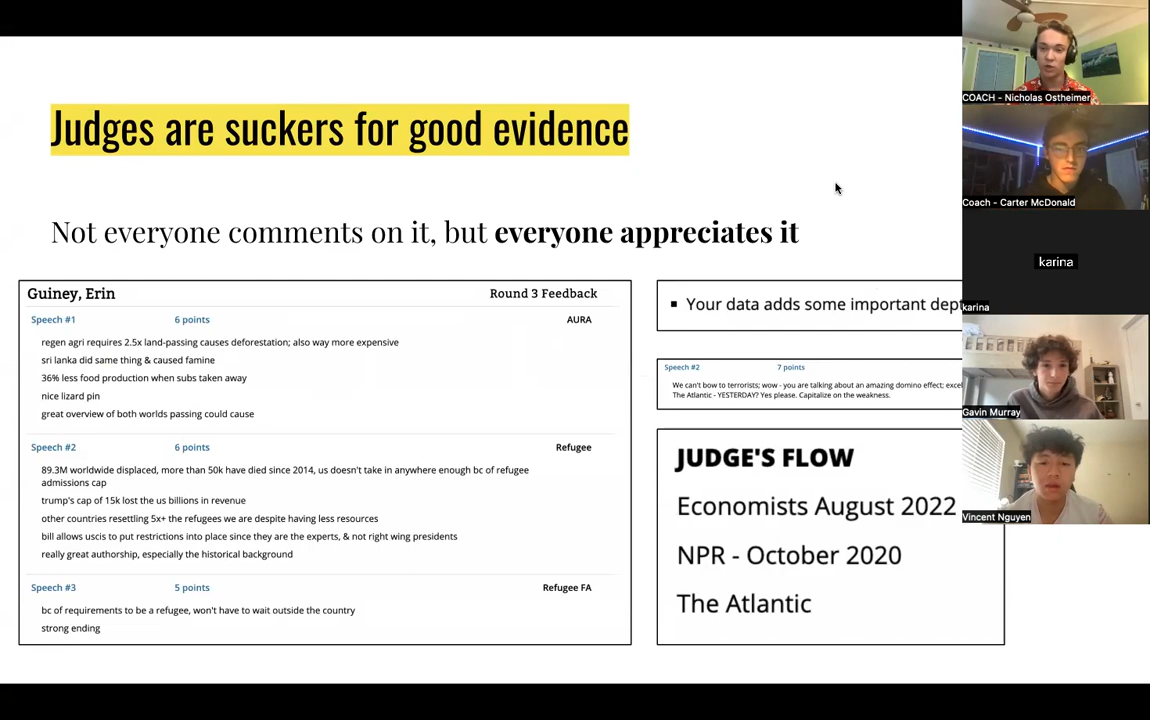 Judges are suckers for good evidence
Not everyone comments on it, but everyone appreciates it
Guiney, Erin
Round 3 Feedback
Speech #1
6 points
AURA
regen agri requires 2.5x land-passing causes deforestation; also way more expensive
sri lanka did same thing & caused famine
36% less food production when subs taken away
nice lizard pin
great overview of both worlds passing could cause
Speech #2
6 points
Refugee
89.3M worldwide displaced, more than 50k have died since 2014, us doesn't take in anywhere enough bc of refugee
admissions cap
trump's cap of 15k lost the us billions in revenue
other countries resettling 5x+ the refugees we are despite having less resources
bill allows uscis to put restrictions into place since they are the experts, & not right wing presidents
really great authorship, especially the historical background
Speech #3
5 points
Refugee FA
bc of requirements to be a refugee, won't have to wait outside the country
strong ending
▪ Your data adds some important dep
Speech #2
7 points
We can't bow to terrorists; wow - you are talking about an amazing domino effect; excel
The Atlantic - YESTERDAY? Yes please. Capitalize on the weakness.
JUDGE'S FLOW
Economists August 2022
NPR - October 2020
The Atlantic
COACH - Nicholas Ostheimer
Coach - Carter McDonald
karina
karina
Gavin Murray
Vincent Nguyen